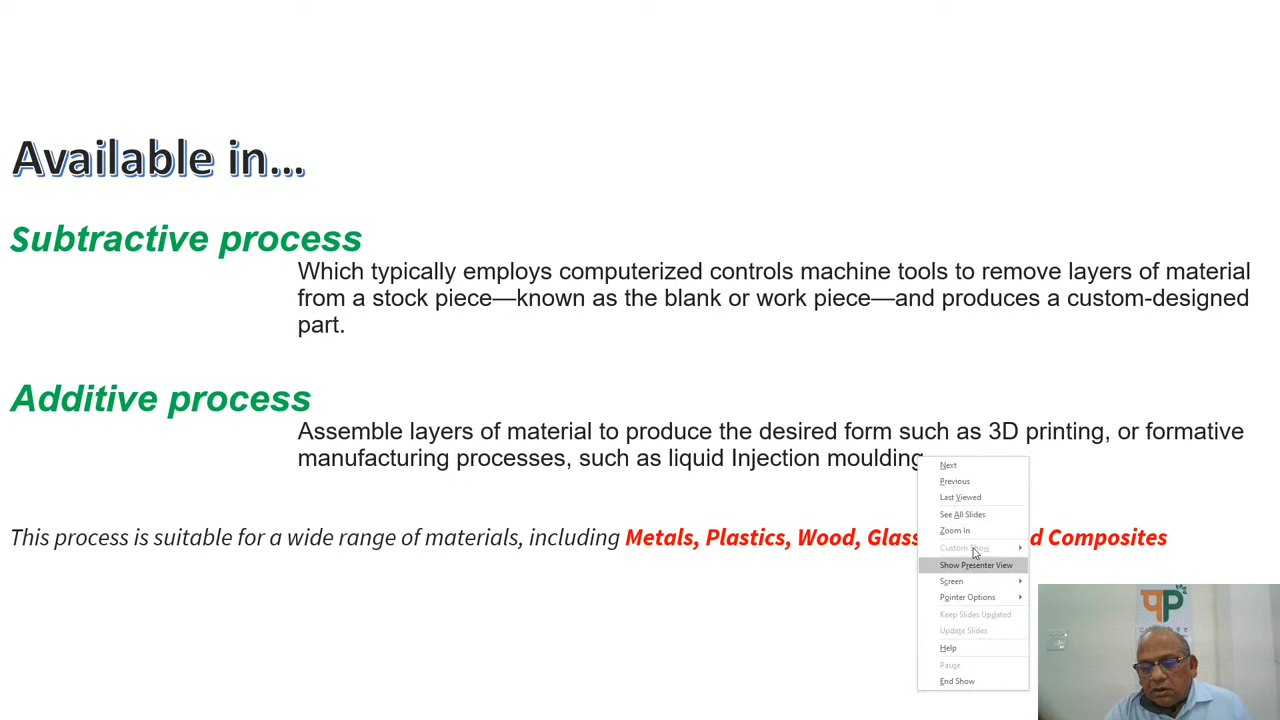 Available in...
Subtractive process
Which typically employs computerized controls machine tools to remove layers of material
from a stock piece—known as the blank or work piece—and produces a custom-designed
part.
Additive process
Assemble layers of material to produce the desired form such as 3D printing, or formative
manufacturing processes, such as liquid Injection moulding
This process is suitable for a wide range of materials, including Metals, Plastics, Wood, Glass Composites
Next
Previous
Last Viewed
See All Slides
Zoom In
Custom Show
Show Presenter View
Screen
Pointer Options
Keep Slides Updated
Update Slides
Help
Pause
End Show